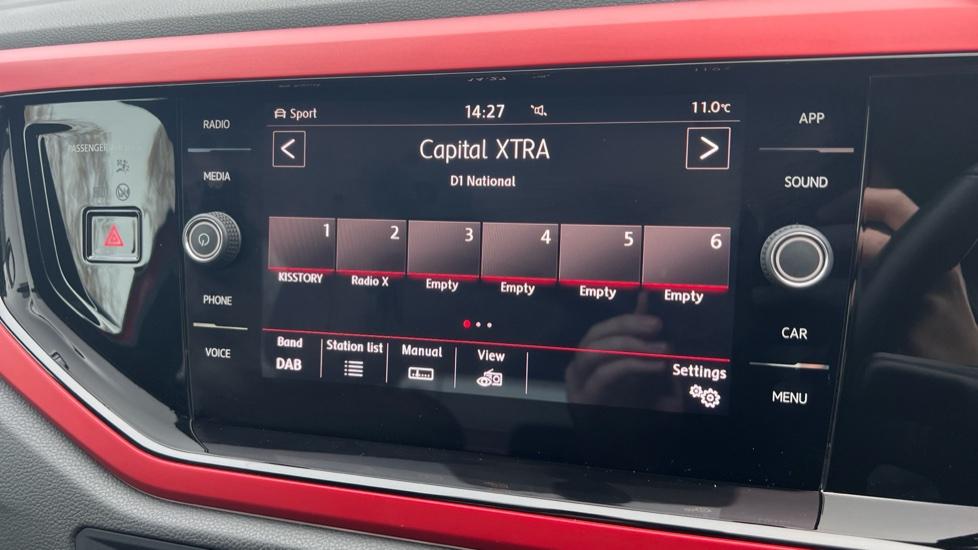 RADIO
MEDIA
PHONE
VOICE
Sport
14:27
11.0°C
Capital XTRA
D1 National
1
2
3
4
5
6
KISSTORY
Radio X
Empty
Empty
Empty
Empty
Band
DAB
Station list
Manual
View
Settings
APP
SOUND
CAR
MENU
PASSENGER